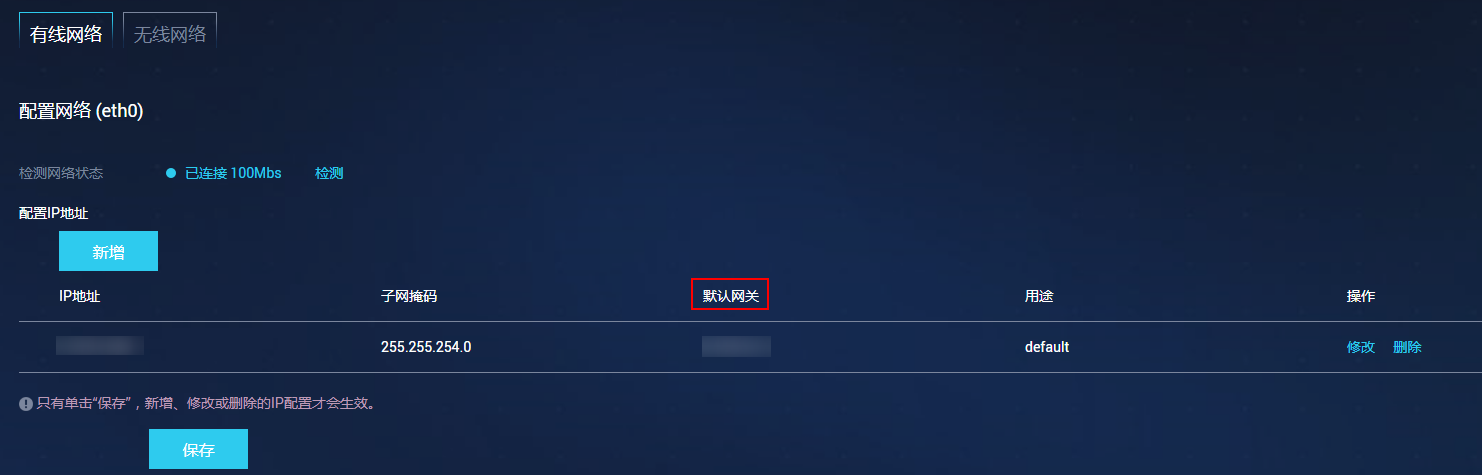 有线网络 无线网络
配置网络 (eth0)
检测网络状态 已连接 100Mbs 检测
配置IP地址
新增
IP地址 子网掩码 默认网关 用途 操作
255.255.254.0 default 修改 删除
只有单击“保存”，新增、修改或删除的IP配置才会生效。
保存